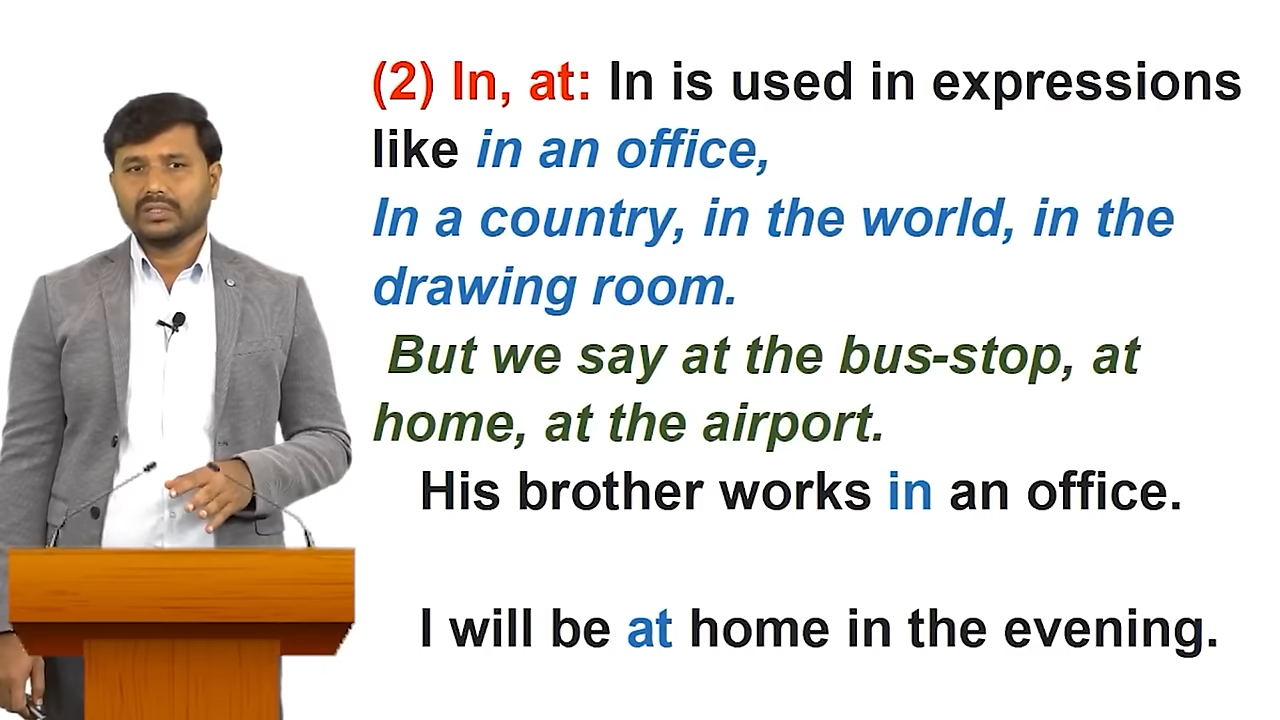 (2) In, at: In is used in expressions
like in an office,
In a country, in the world, in the
drawing room.
But we say at the bus-stop, at
home, at the airport.
His brother works in an office.
I will be at home in the evening.